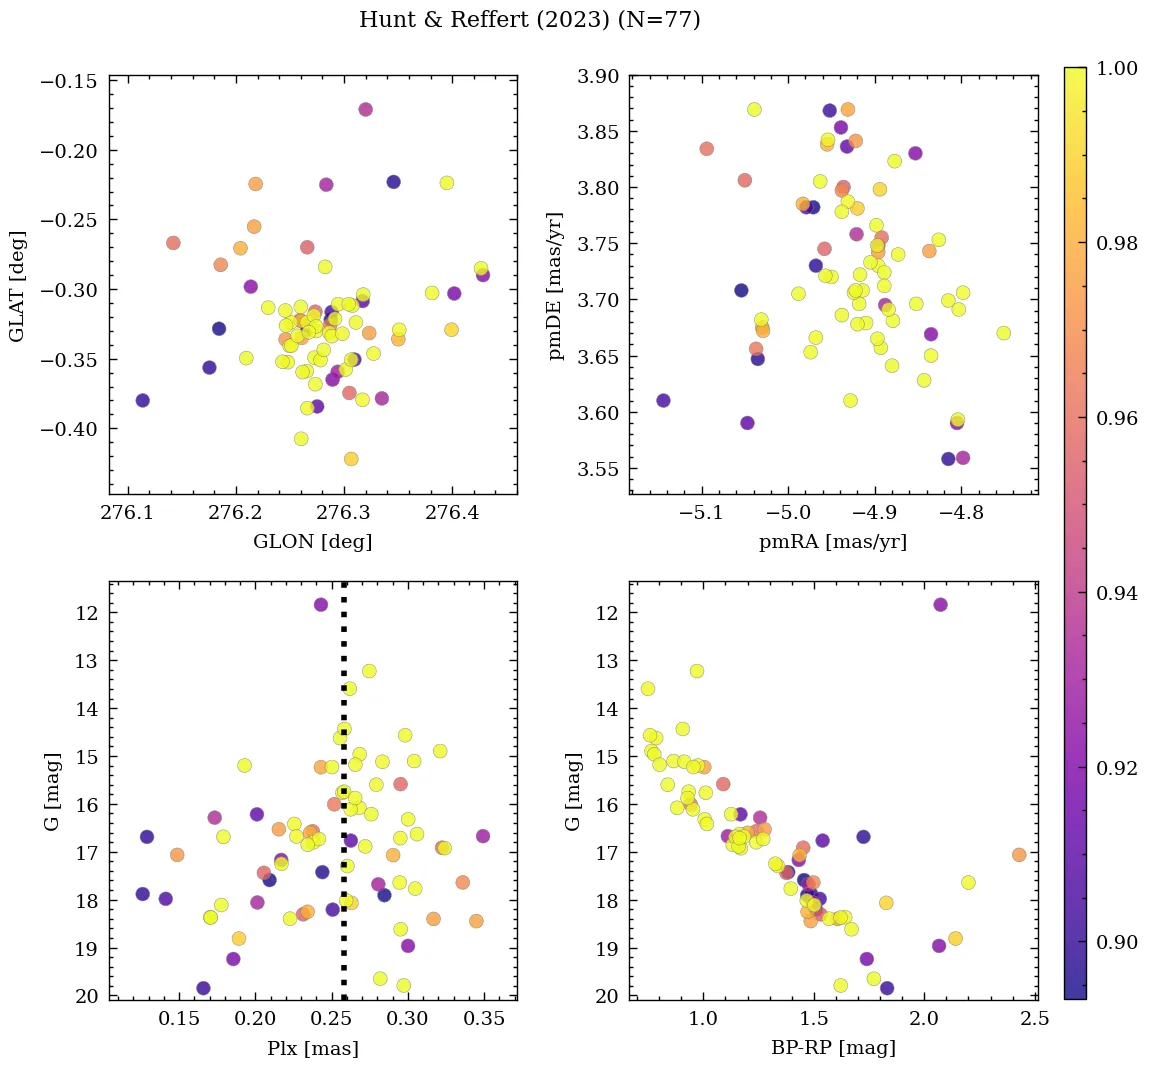 Hunt & Reffert (2023) (N=77)
−0.15
−0.20
−0.25
−0.30
−0.35
−0.40
GLAT [deg]
276.1 276.2 276.3 276.4
GLON [deg]
3.90
3.85
3.80
3.75
3.70
3.65
3.60
3.55
pmDE [mas/yr]
−5.1 −5.0 −4.9 −4.8
pmRA [mas/yr]
12
13
14
15
16
17
18
19
20
G [mag]
0.15 0.20 0.25 0.30 0.35
Plx [mas]
12
13
14
15
16
17
18
19
20
G [mag]
1.0 1.5 2.0 2.5
BP-RP [mag]
1.00
0.98
0.96
0.94
0.92
0.90